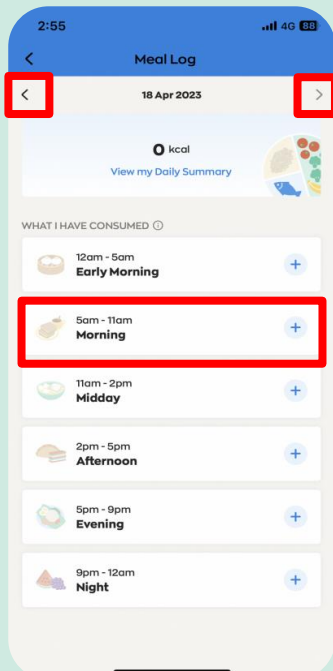 2:55
4G 88
Meal Log
18 Apr 2023
0 kcal
View my Daily Summary
WHAT I HAVE CONSUMED
12am - 5am
Early Morning
5am - 11am
Morning
11am - 2pm
Midday
2pm - 5pm
Afternoon
5pm - 9pm
Evening
9pm - 12am
Night